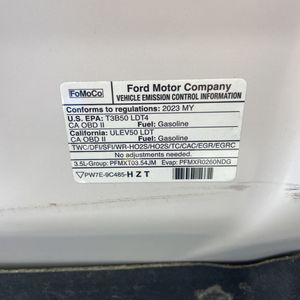 FoMoCo
Ford Motor Company
VEHICLE EMISSION CONTROL INFORMATION
Conforms to regulations: 2023 MY
U.S. EPA: T3B50 LDT4
CA OBD II Fuel: Gasoline
California: ULEV50 LDT
CA OBD II Fuel: Gasoline
TWC/DFI/SFI/WR-HO2S/HO2S/TC/CAC/EGR/EGRC
No adjustments needed.
3.5L-Group: PFMXT03.54JM Evap: PFMXR0260NDG
PW7E-9C485-HZT